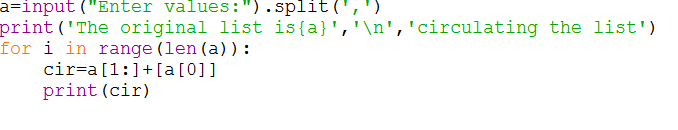 a=input("Enter values:").split(',')
print('The original list is{a}','\n','circulating the list')
for i in range(len(a)):
    cir=a[1:]+[a[0]]
    print(cir)